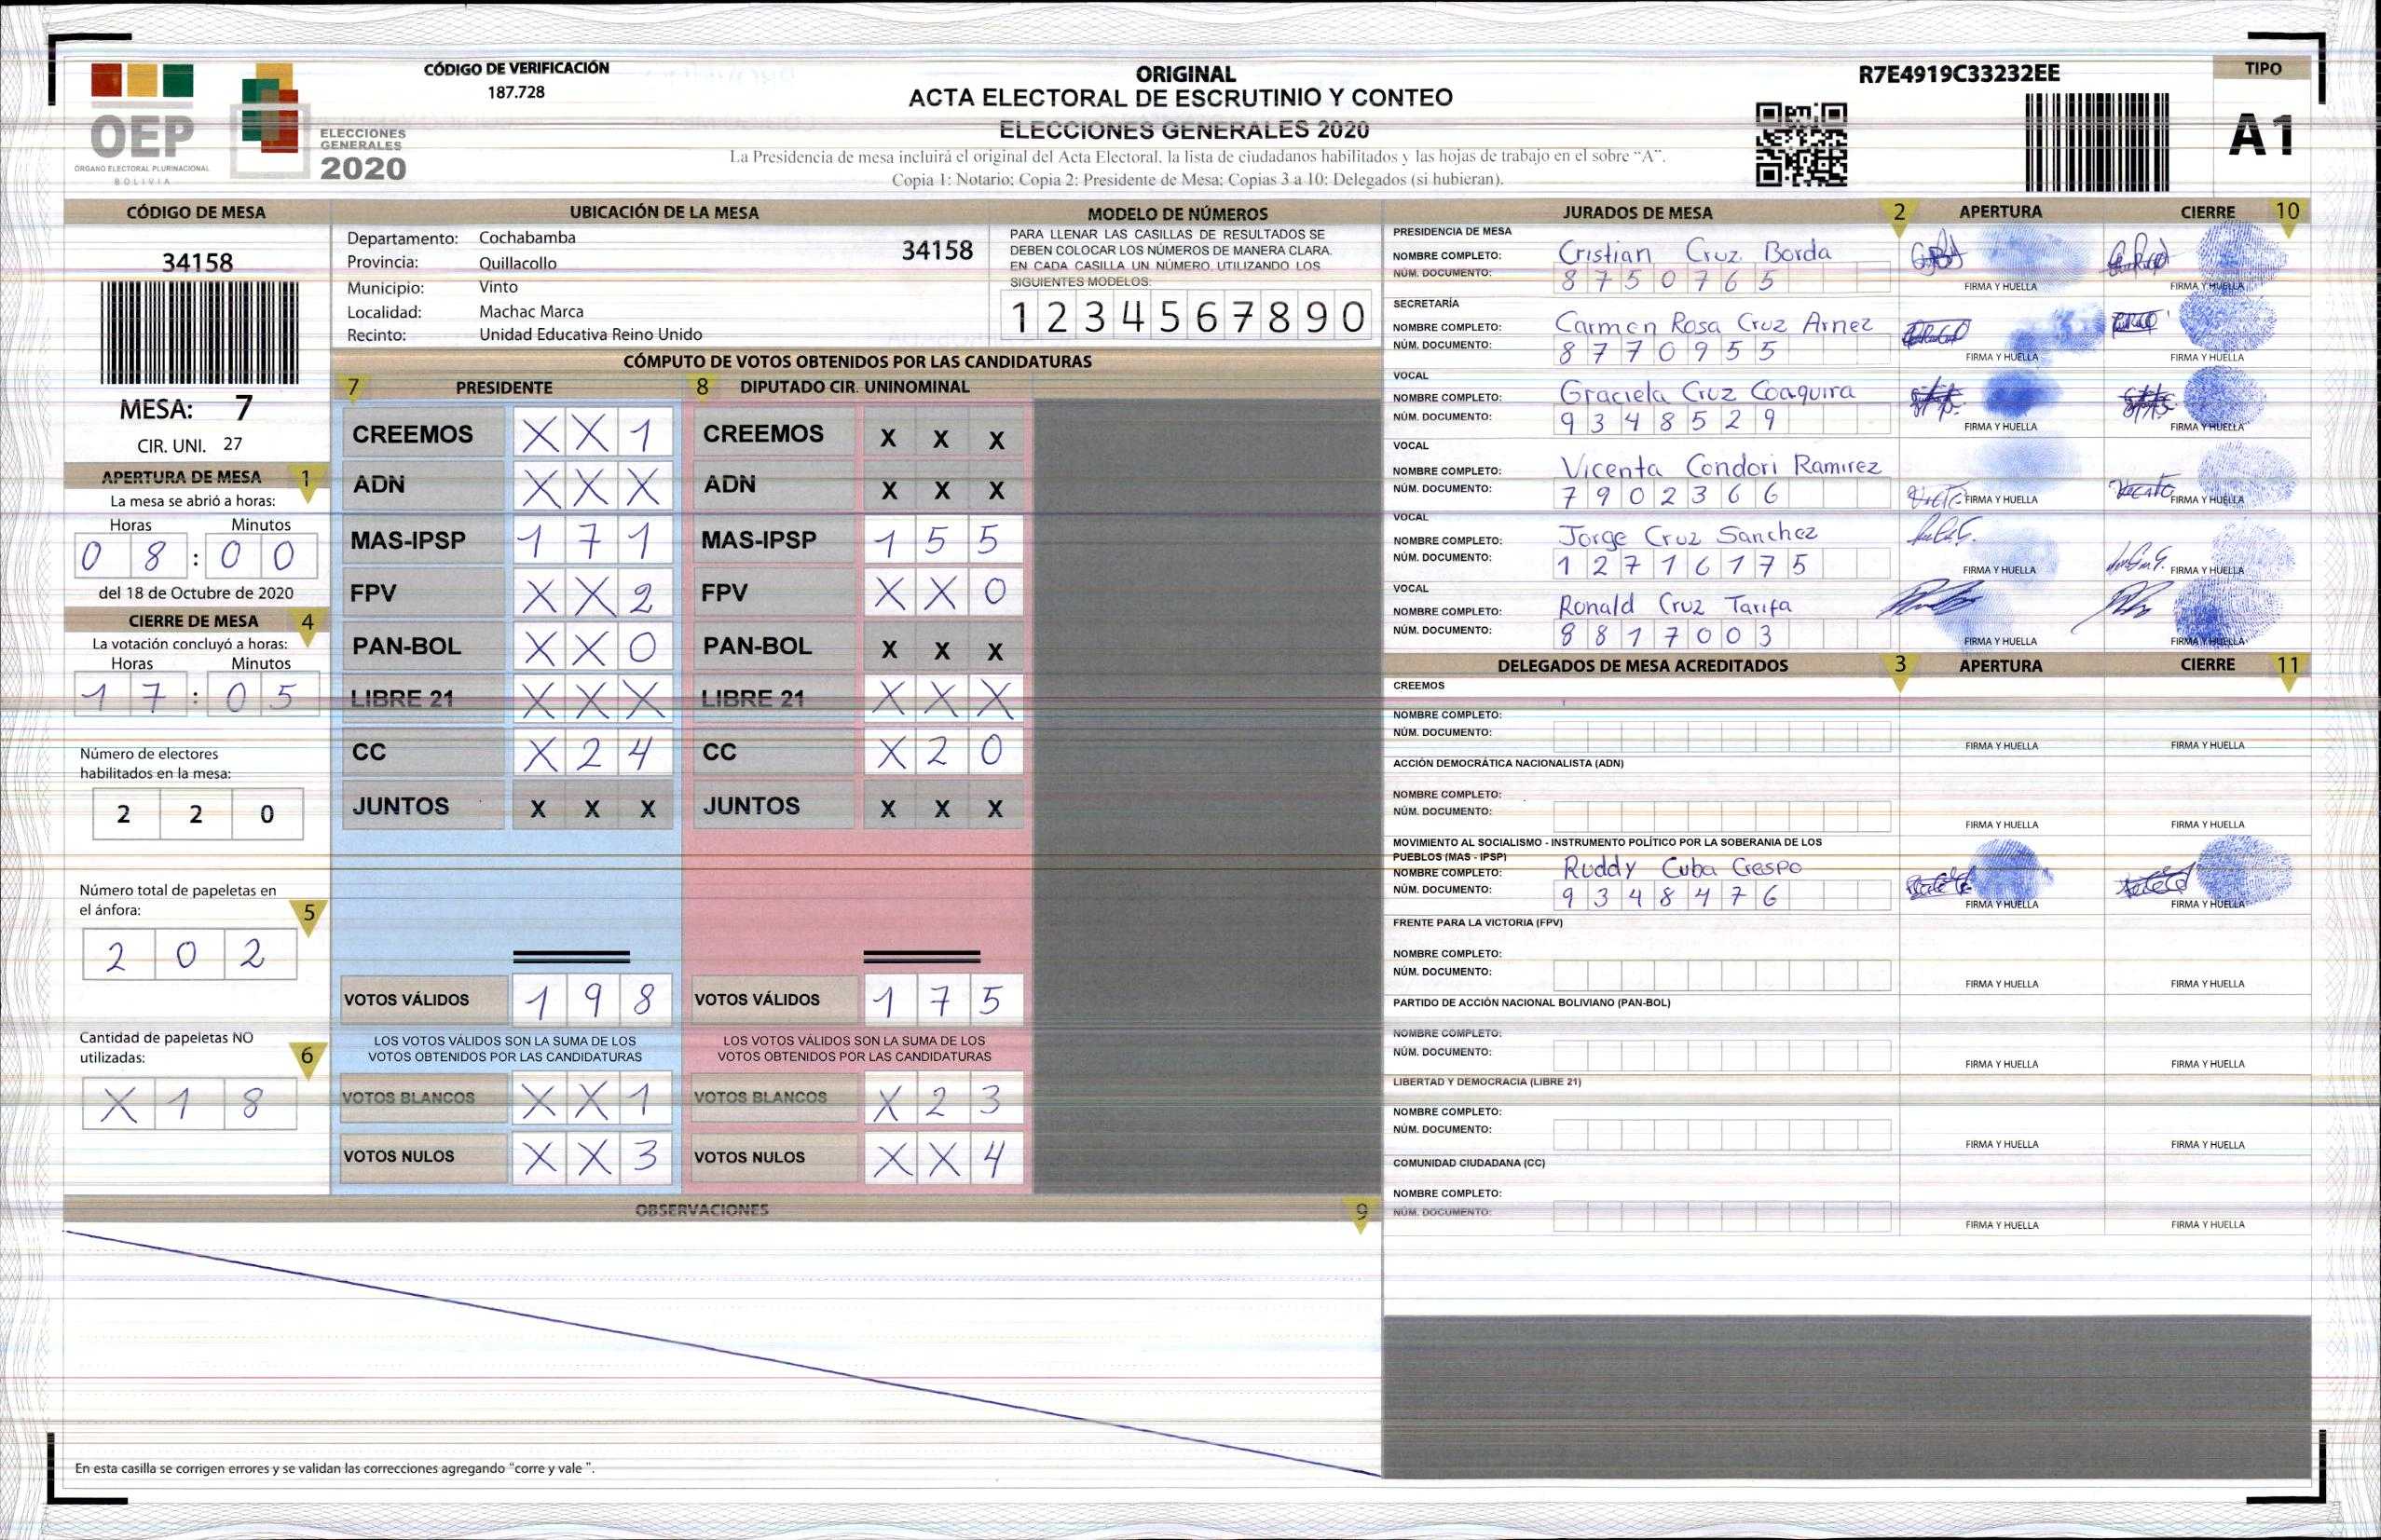 CÓDIGO DE VERIFICACIÓN
187.728
ORIGINAL
ACTA ELECTORAL DE ESCRUTINIO Y CONTEO
ELECCIONES GENERALES 2020
La Presidencia de mesa incluirá el original del Acta Electoral, la lista de ciudadanos habilitados y las hojas de trabajo en el sobre “A”.
Copia 1: Notario; Copia 2: Presidente de Mesa; Copias 3 a 10: Delegados (si hubieran).
R7E4919C33232EE
TIPO
A1
OEP
ÓRGANO ELECTORAL PLURINACIONAL
BOLIVIA
ELECCIONES
GENERALES
2020
CÓDIGO DE MESA
34158
MESA: 7
CIR. UNI. 27
APERTURA DE MESA 1
La mesa se abrió a horas:
Horas Minutos
0 8 : 0 0
del 18 de Octubre de 2020
CIERRE DE MESA 4
La votación concluyó a horas:
Horas Minutos
1 7 : 0 5
Número de electores
habilitados en la mesa:
2 2 0
Número total de papeletas en
el ánfora: 5
2 0 2
Cantidad de papeletas NO
utilizadas: 6
X 1 8
UBICACIÓN DE LA MESA
Departamento: Cochabamba
Provincia: Quillacollo
Municipio: Vinto
Localidad: Machac Marca
Recinto: Unidad Educativa Reino Unido
34158
MODELO DE NÚMEROS
PARA LLENAR LAS CASILLAS DE RESULTADOS SE
DEBEN COLOCAR LOS NÚMEROS DE MANERA CLARA.
EN CADA CASILLA UN NÚMERO, UTILIZANDO LOS
SIGUIENTES MODELOS:
1 2 3 4 5 6 7 8 9 0
CÓMPUTO DE VOTOS OBTENIDOS POR LAS CANDIDATURAS
7 PRESIDENTE
CREEMOS X X 1
ADN X X X
MAS-IPSP 1 7 1
FPV X X 2
PAN-BOL X X 0
LIBRE 21 X X X
CC X 2 4
JUNTOS X X X
VOTOS VÁLIDOS 1 9 8
LOS VOTOS VÁLIDOS SON LA SUMA DE LOS
VOTOS OBTENIDOS POR LAS CANDIDATURAS
VOTOS BLANCOS X X 1
VOTOS NULOS X X 3
8 DIPUTADO CIR. UNINOMINAL
CREEMOS X X X
ADN X X X
MAS-IPSP 1 5 5
FPV X X 0
PAN-BOL X X X
LIBRE 21 X X X
CC X 2 0
JUNTOS X X X
VOTOS VÁLIDOS 1 7 5
LOS VOTOS VÁLIDOS SON LA SUMA DE LOS
VOTOS OBTENIDOS POR LAS CANDIDATURAS
VOTOS BLANCOS X 2 3
VOTOS NULOS X X 4
OBSERVACIONES 9
En esta casilla se corrigen errores y se validan las correcciones agregando “corre y vale ”.
JURADOS DE MESA 2 APERTURA CIERRE 10
PRESIDENCIA DE MESA
NOMBRE COMPLETO: Cristian Cruz Borda
NÚM. DOCUMENTO: 8 7 5 0 7 6 5
FIRMA Y HUELLA FIRMA Y HUELLA
SECRETARÍA
NOMBRE COMPLETO: Carmen Rosa Cruz Arnez
NÚM. DOCUMENTO: 8 7 7 0 9 5 5
FIRMA Y HUELLA FIRMA Y HUELLA
VOCAL
NOMBRE COMPLETO: Graciela Cruz Coaquira
NÚM. DOCUMENTO: 9 3 4 8 5 2 9
FIRMA Y HUELLA FIRMA Y HUELLA
VOCAL
NOMBRE COMPLETO: Vicenta Condori Ramirez
NÚM. DOCUMENTO: 7 9 0 2 3 6 6
FIRMA Y HUELLA FIRMA Y HUELLA
VOCAL
NOMBRE COMPLETO: Jorge Cruz Sanchez
NÚM. DOCUMENTO: 1 2 7 1 6 1 7 5
FIRMA Y HUELLA FIRMA Y HUELLA
VOCAL
NOMBRE COMPLETO: Ronald Cruz Tarifa
NÚM. DOCUMENTO: 8 8 1 7 0 0 3
FIRMA Y HUELLA FIRMA Y HUELLA
DELEGADOS DE MESA ACREDITADOS 3 APERTURA CIERRE 11
CREEMOS
NOMBRE COMPLETO:
NÚM. DOCUMENTO:
FIRMA Y HUELLA FIRMA Y HUELLA
ACCIÓN DEMOCRÁTICA NACIONALISTA (ADN)
NOMBRE COMPLETO:
NÚM. DOCUMENTO:
FIRMA Y HUELLA FIRMA Y HUELLA
MOVIMIENTO AL SOCIALISMO - INSTRUMENTO POLÍTICO POR LA SOBERANIA DE LOS
PUEBLOS (MAS - IPSP)
NOMBRE COMPLETO: Ruddy Cuba Crespo
NÚM. DOCUMENTO: 9 3 4 8 4 7 6
FIRMA Y HUELLA FIRMA Y HUELLA
FRENTE PARA LA VICTORIA (FPV)
NOMBRE COMPLETO:
NÚM. DOCUMENTO:
FIRMA Y HUELLA FIRMA Y HUELLA
PARTIDO DE ACCIÓN NACIONAL BOLIVIANO (PAN-BOL)
NOMBRE COMPLETO:
NÚM. DOCUMENTO:
FIRMA Y HUELLA FIRMA Y HUELLA
LIBERTAD Y DEMOCRACIA (LIBRE 21)
NOMBRE COMPLETO:
NÚM. DOCUMENTO:
FIRMA Y HUELLA FIRMA Y HUELLA
COMUNIDAD CIUDADANA (CC)
NOMBRE COMPLETO:
NÚM. DOCUMENTO:
FIRMA Y HUELLA FIRMA Y HUELLA